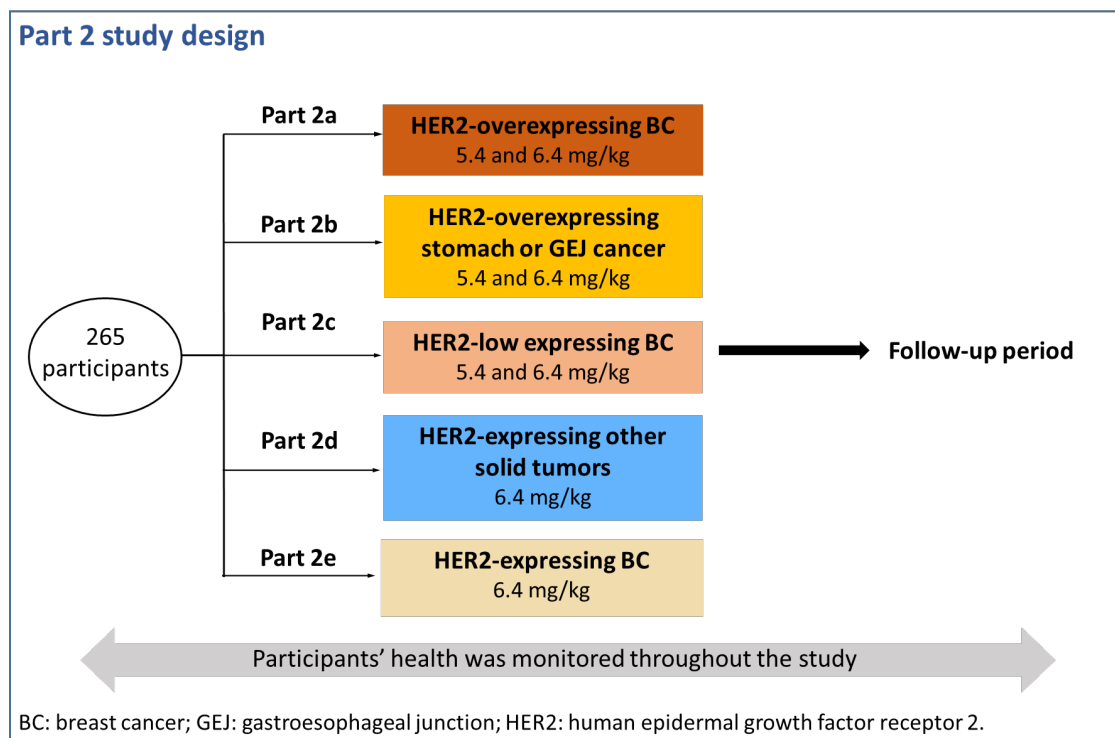 Part 2 study design
Part 2a
HER2-overexpressing BC
5.4 and 6.4 mg/kg
Part 2b
HER2-overexpressing
stomach or GEJ cancer
5.4 and 6.4 mg/kg
265
participants
Part 2c
HER2-low expressing BC
5.4 and 6.4 mg/kg
Follow-up period
Part 2d
HER2-expressing other
solid tumors
6.4 mg/kg
Part 2e
HER2-expressing BC
6.4 mg/kg
Participants’ health was monitored throughout the study
BC: breast cancer; GEJ: gastroesophageal junction; HER2: human epidermal growth factor receptor 2.